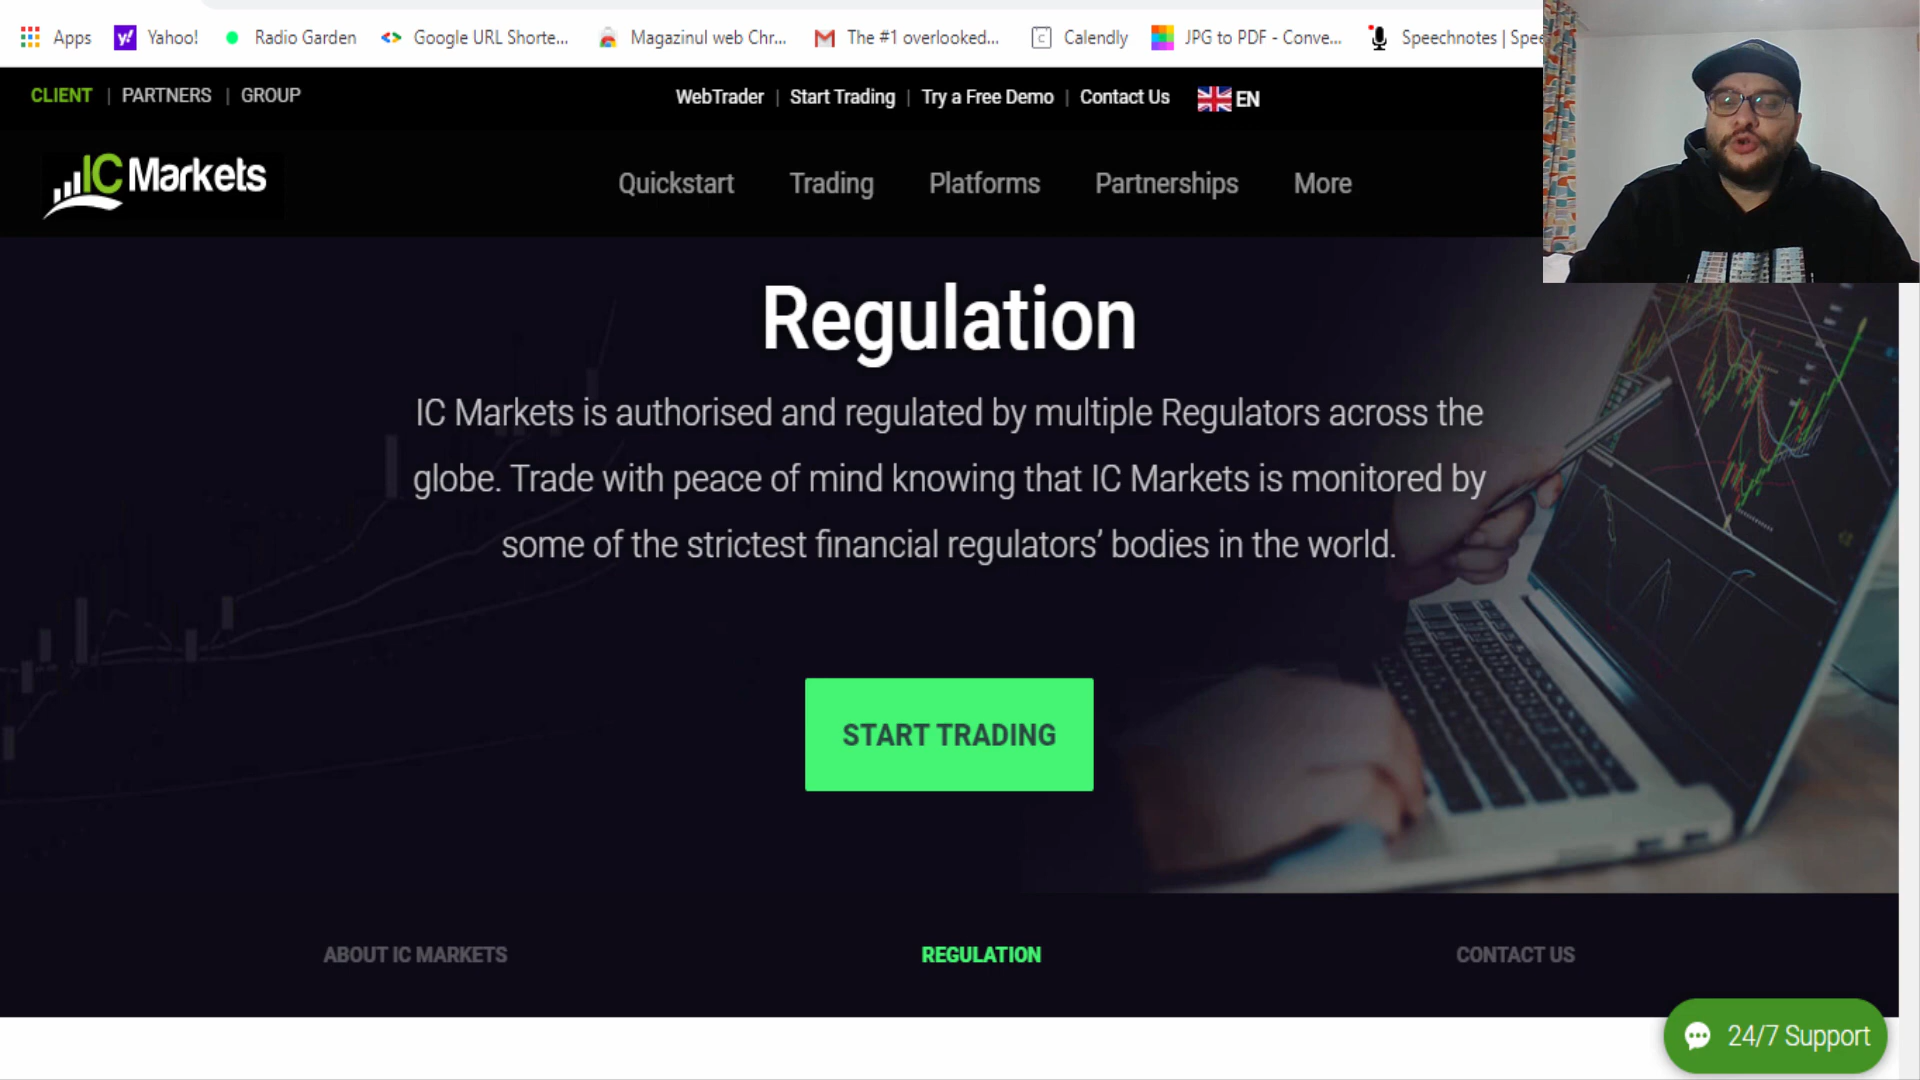 Apps Yahoo! Radio Garden Google URL Shorte... Magazinul web Chr... The #1 overlooked... Calendly JPG to PDF - Conve... Speechnotes | Spee
CLIENT | PARTNERS | GROUP
WebTrader | Start Trading | Try a Free Demo | Contact Us EN
IC Markets
Quickstart Trading Platforms Partnerships More
Regulation
IC Markets is authorised and regulated by multiple Regulators across the
globe. Trade with peace of mind knowing that IC Markets is monitored by
some of the strictest financial regulators’ bodies in the world.
START TRADING
ABOUT IC MARKETS REGULATION CONTACT US
24/7 Support